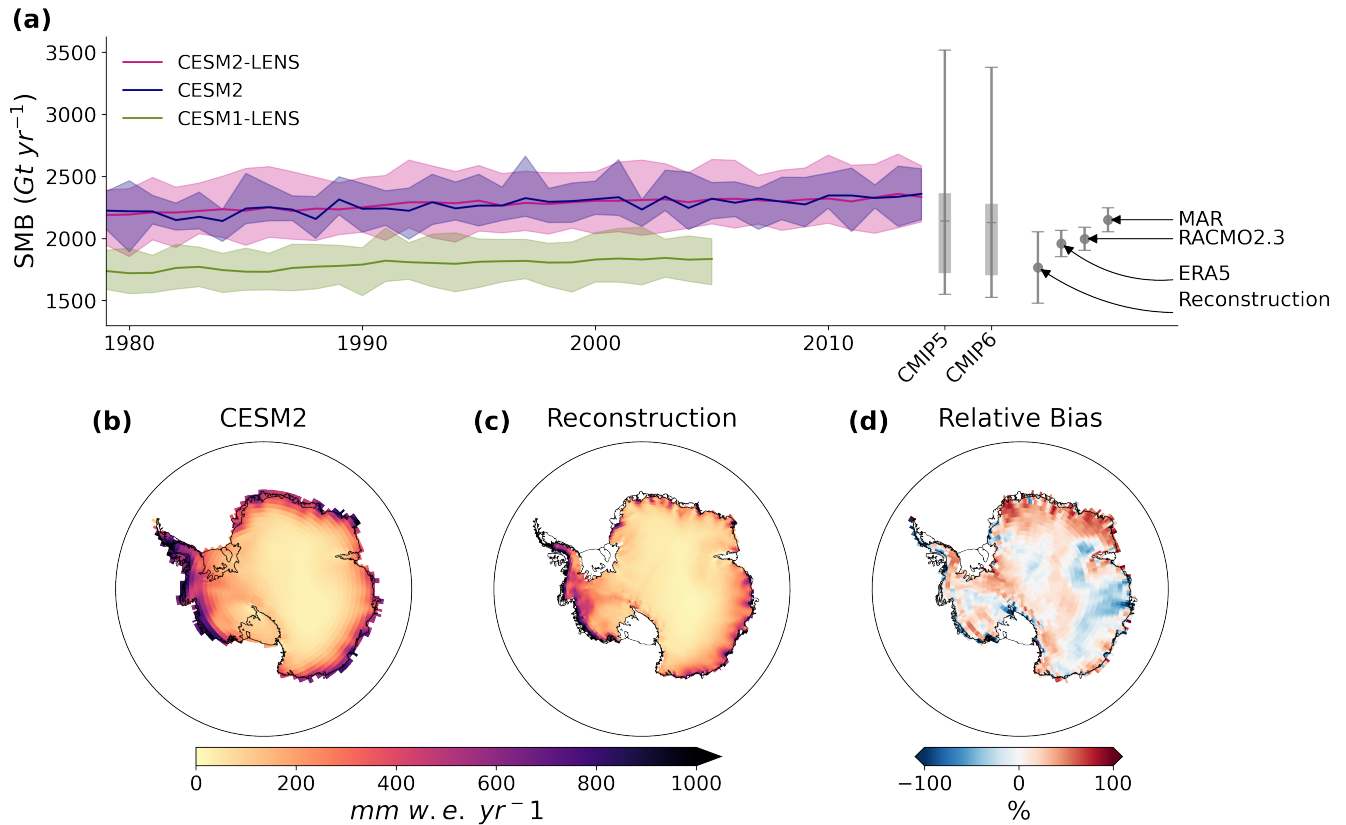 (a)
SMB (Gt yr⁻¹)
3500
3000
2500
2000
1500
CESM2-LENS
CESM2
CESM1-LENS
MAR
RACMO2.3
ERA5
Reconstruction
1980
1990
2000
2010
CMIP5
CMIP6
(b)
CESM2
(c)
Reconstruction
(d)
Relative Bias
0
200
400
600
800
1000
mm w.e. yr⁻1
−100
0
100
%